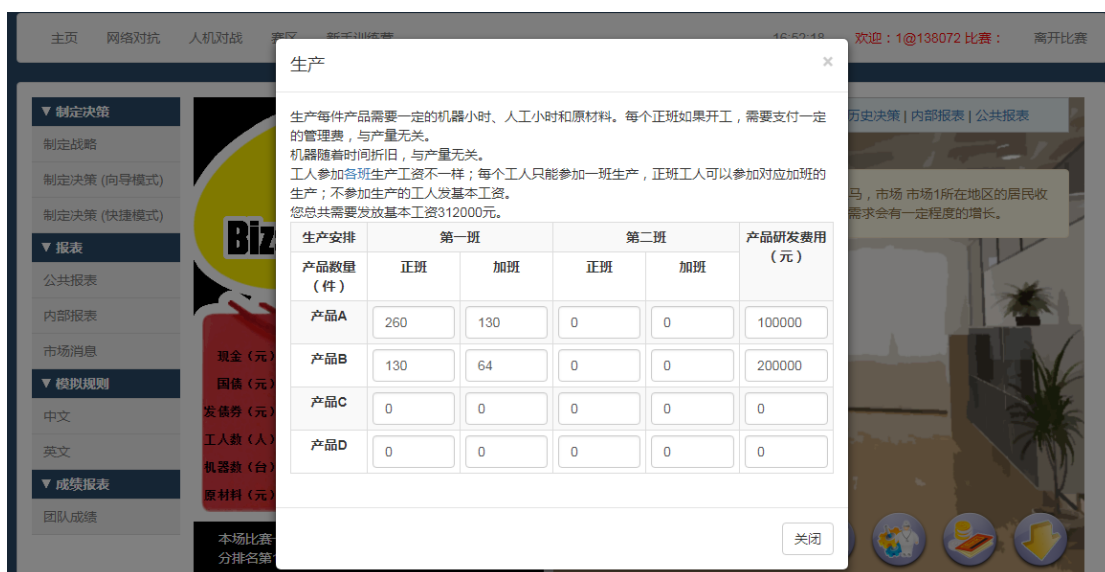 主页 网络对抗 人机对战 赛区 新手训练营 16:52:18 欢迎：1@138072 比赛： 离开比赛
生产 ×
▼ 制定决策
制定战略
制定决策 (向导模式)
制定决策 (快捷模式)
▼ 报表
公共报表
内部报表
市场消息
▼ 模拟规则
中文
英文
▼ 成绩报表
团队成绩
Biz
现金（元）
国债（元）
发债券（元）
工人数（人）
机器数（台）
原材料（元）
本场比赛
分排名第
生产每件产品需要一定的机器小时、人工小时和原材料。每个正班如果开工，需要支付一定
的管理费，与产量无关。
机器随着时间折旧，与产量无关。
工人参加各班生产工资不一样；每个工人只能参加一班生产，正班工人可以参加对应加班的
生产；不参加生产的工人发基本工资。
您总共需要发放基本工资312000元。
生产安排 第一班 第二班 产品研发费用
（元）
产品数量
（件） 正班 加班 正班 加班
产品A 260 130 0 0 100000
产品B 130 64 0 0 200000
产品C 0 0 0 0 0
产品D 0 0 0 0 0
关闭
历史决策 | 内部报表 | 公共报表
马，市场 市场1所在地区的居民收
需求会有一定程度的增长。